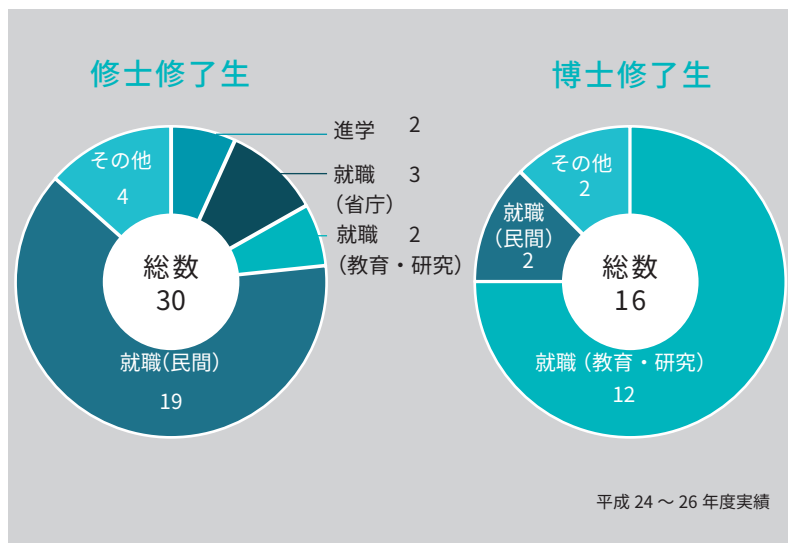 修士修了生
進学 2
就職 3
(省庁)
就職 2
(教育・研究)
その他
4
総数
30
就職(民間)
19
博士修了生
その他
2
就職
(民間)
2
総数
16
就職(教育・研究)
12
平成 24 ～ 26 年度実績